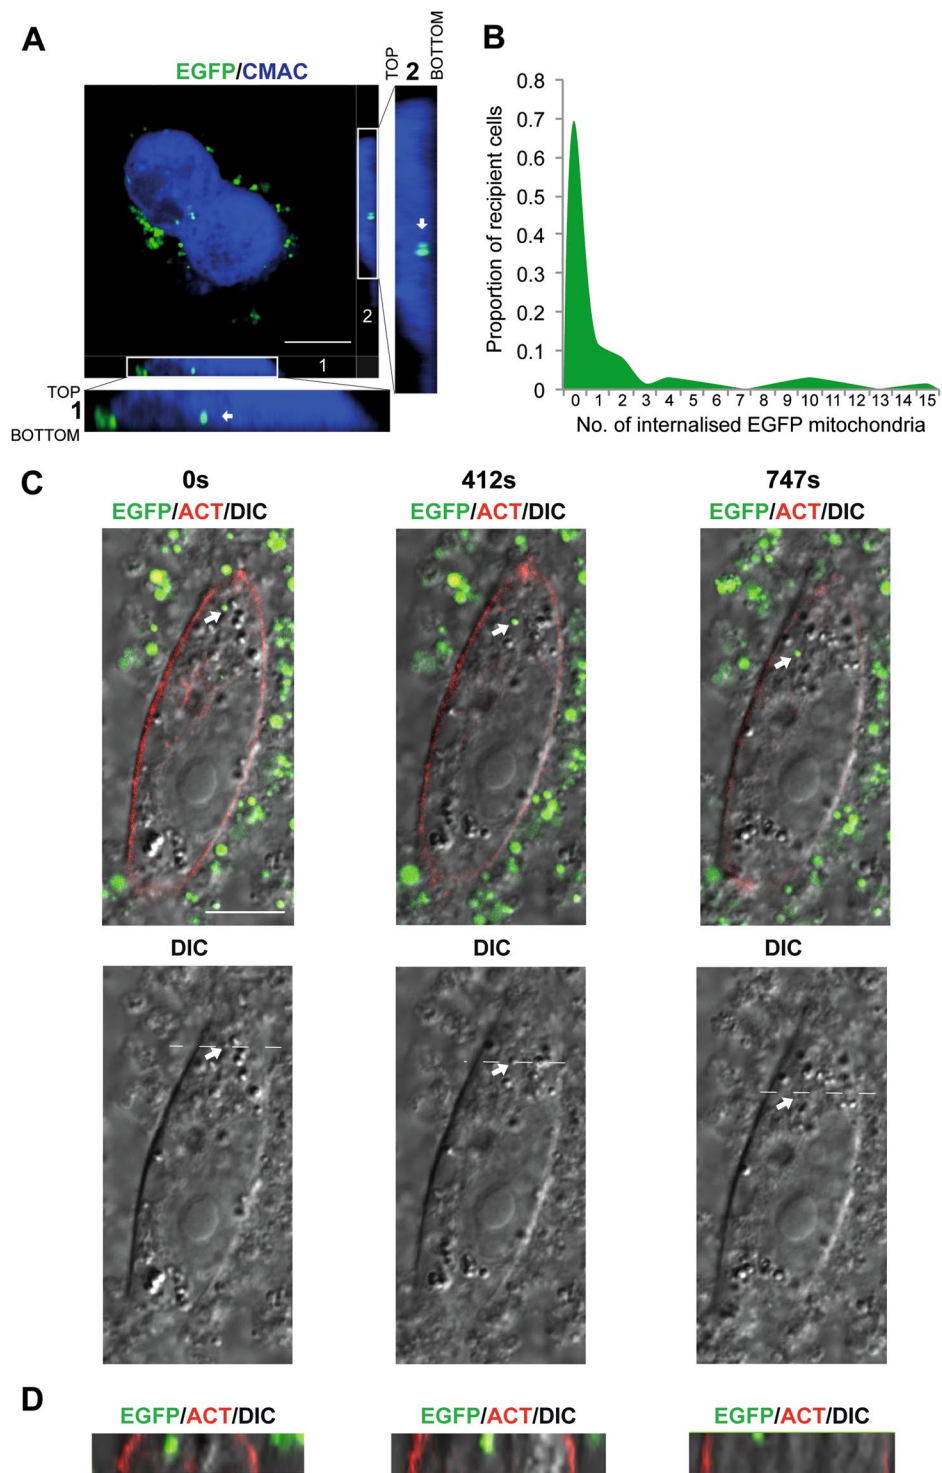 A
EGFP/CMAC
TOP
2
BOTTOM
2
1
TOP
1
BOTTOM
B
Proportion of recipient cells
0.8
0.7
0.6
0.5
0.4
0.3
0.2
0.1
0
0 1 2 3 4 5 6 7 8 9 10 11 12 13 14 15
No. of internalised EGFP mitochondria
C
0s 412s 747s
EGFP/ACT/DIC EGFP/ACT/DIC EGFP/ACT/DIC
DIC DIC DIC
D
EGFP/ACT/DIC EGFP/ACT/DIC EGFP/ACT/DIC